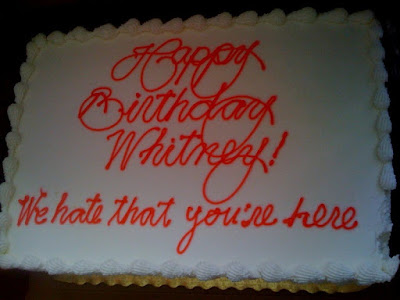 Happy
Birthday
Whitney!
We hate that you're here